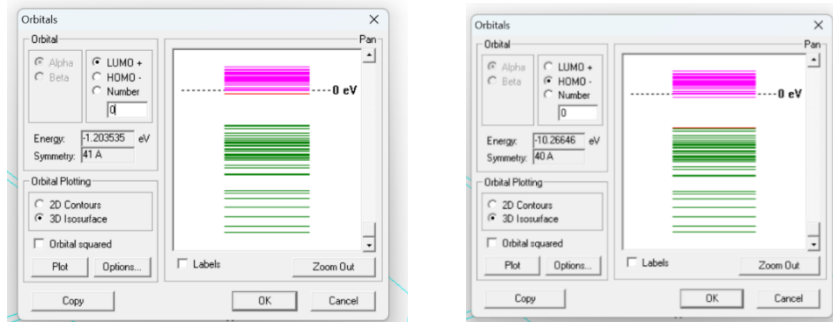 Orbitals
Orbital
Pan
Alpha
Beta
LUMO +
HOMO -
Number
0
0 eV
Energy: -1.203535 eV
Symmetry: 41 A
Orbital Plotting
2D Contours
3D Isosurface
Orbital squared
Plot
Options...
Labels
Zoom Out
Copy
OK
Cancel
Orbitals
Orbital
Pan
Alpha
Beta
LUMO +
HOMO -
Number
0
0 eV
Energy: -10.26646 eV
Symmetry: 40 A
Orbital Plotting
2D Contours
3D Isosurface
Orbital squared
Plot
Options...
Labels
Zoom Out
Copy
OK
Cancel